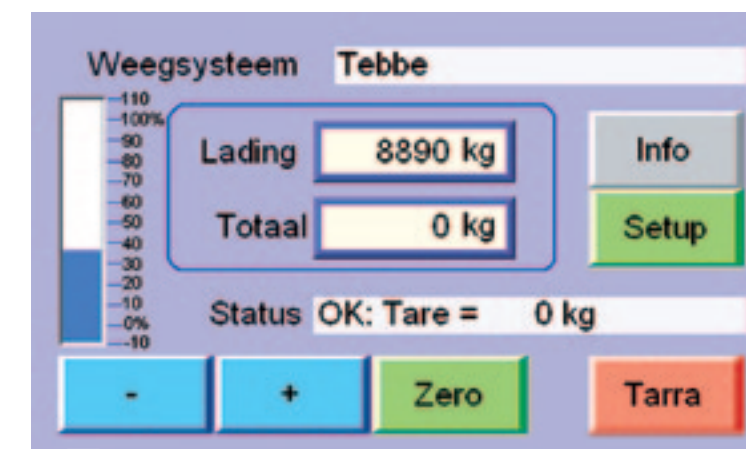 Weegsysteem Tebbe
110
100%
90
80
70
60
50
40
30
20
10
0%
-10
Lading 8890 kg
Totaal 0 kg
Info
Setup
Status OK: Tare = 0 kg
- + Zero Tarra